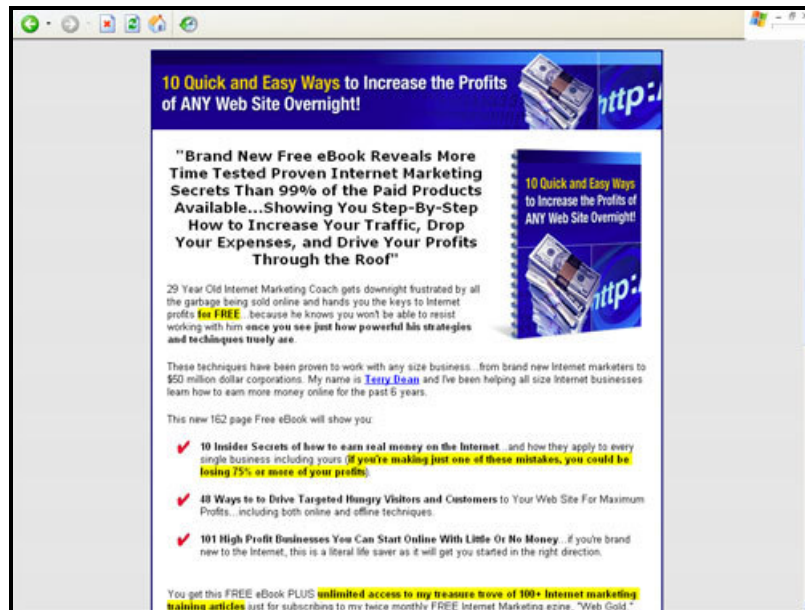 10 Quick and Easy Ways to Increase the Profits
of ANY Web Site Overnight!
http:/
"Brand New Free eBook Reveals More
Time Tested Proven Internet Marketing
Secrets Than 99% of the Paid Products
Available...Showing You Step-By-Step
How to Increase Your Traffic, Drop
Your Expenses, and Drive Your Profits
Through the Roof"
10 Quick and Easy Ways
to Increase the Profits of
ANY Web Site Overnight!
http:/
29 Year Old Internet Marketing Coach gets downright frustrated by all
the garbage being sold online and hands you the keys to Internet
profits for FREE...because he knows you won't be able to resist
working with him once you see just how powerful his strategies
and techinques truely are.
These techniques have been proven to work with any size business...from brand new Internet marketers to
$50 million dollar corporations. My name is Terry Dean and I've been helping all size Internet businesses
learn how to earn more money online for the past 6 years.
This new 162 page Free eBook will show you:
10 Insider Secrets of how to earn real money on the Internet...and how they apply to every
single business including yours (if you're making just one of these mistakes, you could be
losing 75% or more of your profits).
48 Ways to to Drive Targeted Hungry Visitors and Customers to Your Web Site For Maximum
Profits...including both online and offline techniques.
101 High Profit Businesses You Can Start Online With Little Or No Money...if you're brand
new to the Internet, this is a literal life saver as it will get you started in the right direction.
You get this FREE eBook PLUS unlimited access to my treasure trove of 100+ Internet marketing
training articles just for subscribing to my twice monthly FREE Internet Marketing ezine, "Web Gold."